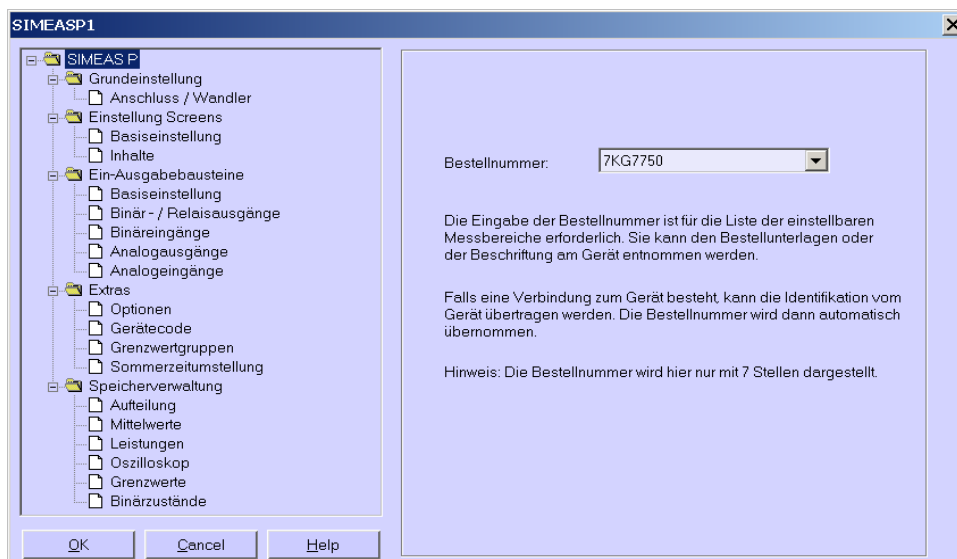 SIMEASP1
SIMEAS P
Grundeinstellung
Anschluss / Wandler
Einstellung Screens
Basiseinstellung
Inhalte
Ein-Ausgabebausteine
Basiseinstellung
Binär- / Relaisausgänge
Binäreingänge
Analogausgänge
Analogeingänge
Extras
Optionen
Gerätecode
Grenzwertgruppen
Sommerzeitumstellung
Speicherverwaltung
Aufteilung
Mittelwerte
Leistungen
Oszilloskop
Grenzwerte
Binärzustände
OK Cancel Help
Bestellnummer: 7KG7750
Die Eingabe der Bestellnummer ist für die Liste der einstellbaren
Messbereiche erforderlich. Sie kann den Bestellunterlagen oder
der Beschriftung am Gerät entnommen werden.
Falls eine Verbindung zum Gerät besteht, kann die Identifikation vom
Gerät übertragen werden. Die Bestellnummer wird dann automatisch
übernommen.
Hinweis: Die Bestellnummer wird hier nur mit 7 Stellen dargestellt.